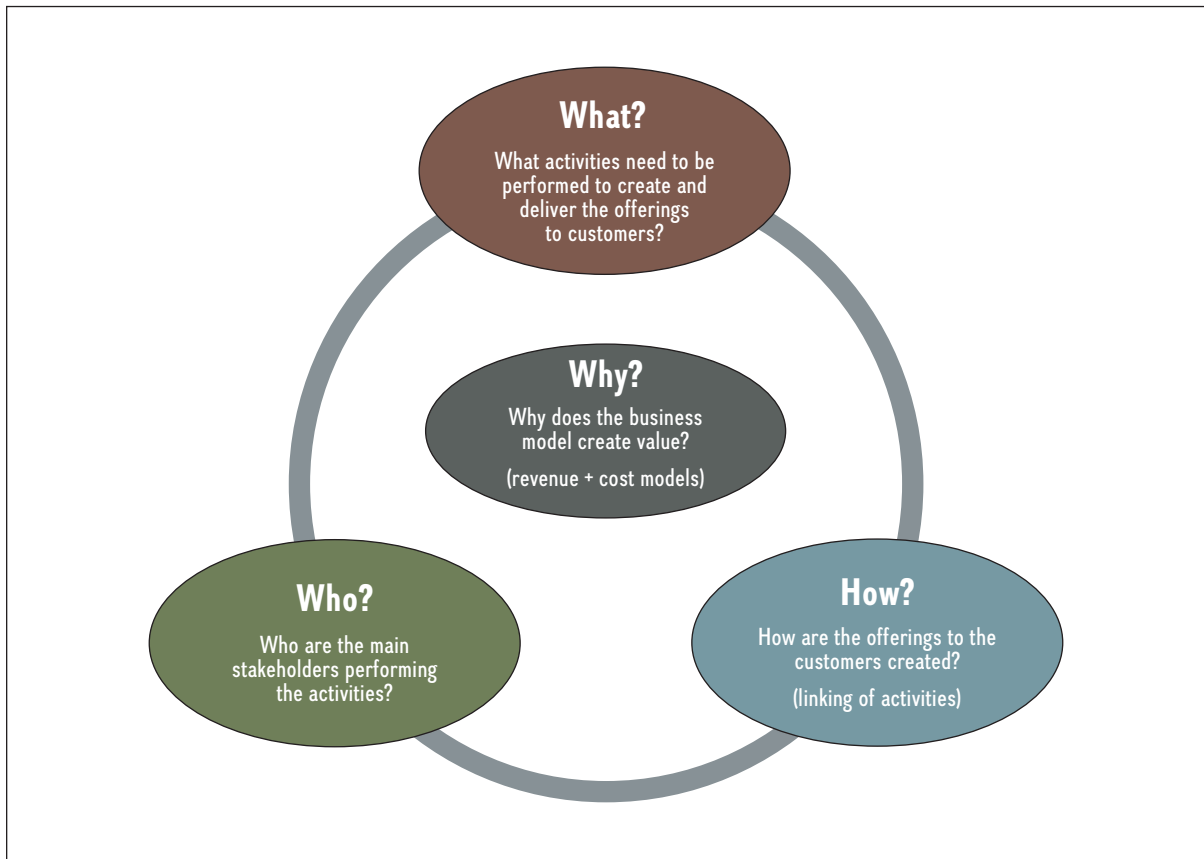 What?
What activities need to be
performed to create and
deliver the offerings
to customers?
Why?
Why does the business
model create value?
(revenue + cost models)
Who?
Who are the main
stakeholders performing
the activities?
How?
How are the offerings to the
customers created?
(linking of activities)